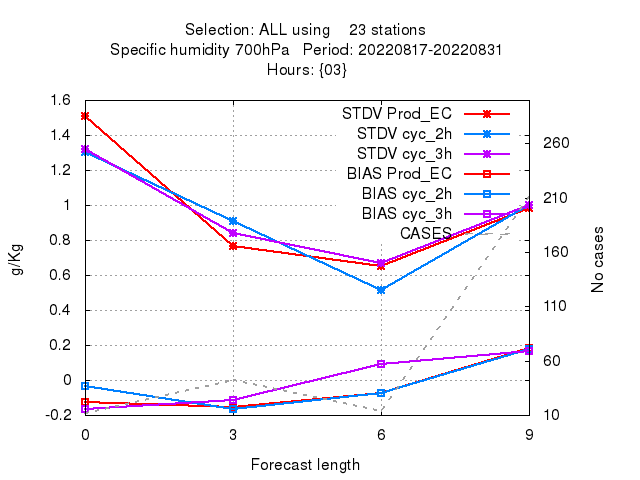 Selection: ALL using 23 stations
Specific humidity 700hPa Period: 20220817-20220831
Hours: {03}
STDV Prod_EC
STDV cyc_2h
STDV cyc_3h
BIAS Prod_EC
BIAS cyc_2h
BIAS cyc_3h
CASES
g/Kg
1.6
1.4
1.2
1
0.8
0.6
0.4
0.2
0
-0.2
260
210
160
110
60
10
No cases
0 3 6 9
Forecast length